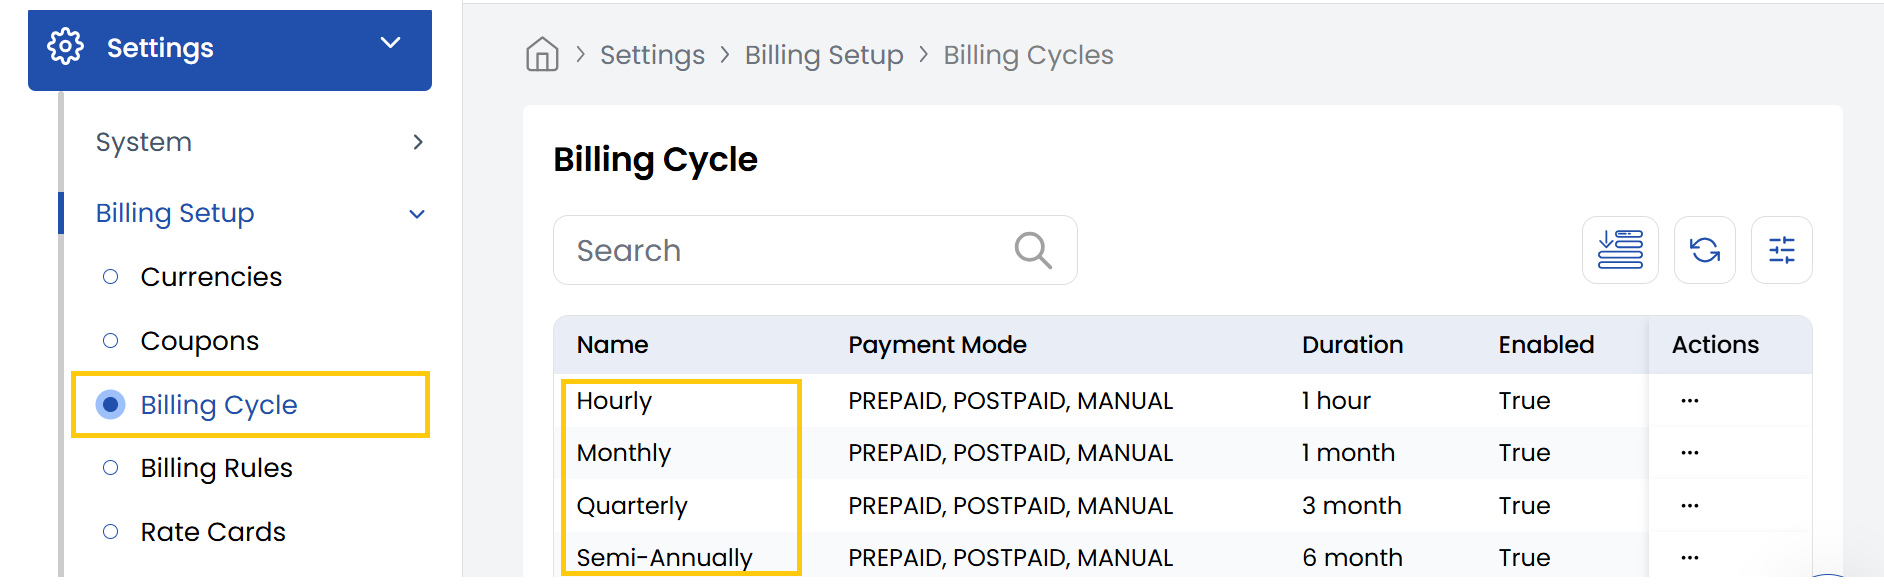 Settings
System
Billing Setup
Currencies
Coupons
Billing Cycle
Billing Rules
Rate Cards
Settings > Billing Setup > Billing Cycles
Billing Cycle
Search
Name Payment Mode Duration Enabled Actions
Hourly PREPAID, POSTPAID, MANUAL 1 hour True ...
Monthly PREPAID, POSTPAID, MANUAL 1 month True ...
Quarterly PREPAID, POSTPAID, MANUAL 3 month True ...
Semi-Annually PREPAID, POSTPAID, MANUAL 6 month True ...